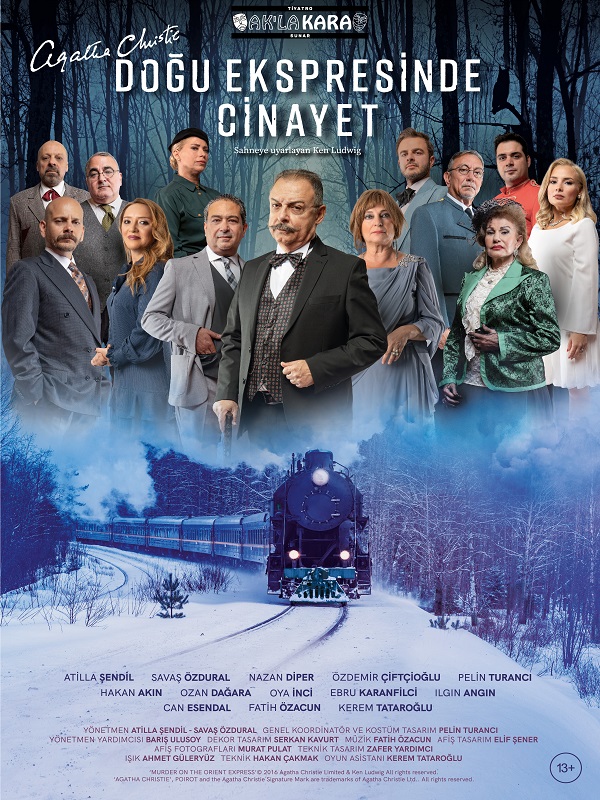 TİYATRO
AK'LA KARA
SUNAR
Agatha Christie
DOĞU EKSPRESİNDE
CİNAYET
Sahneye uyarlayan Ken Ludwig
ATİLLA ŞENDİL SAVAŞ ÖZDURAL NAZAN DİPER ÖZDEMİR ÇİFTÇİOĞLU PELİN TURANCI
HAKAN AKIN OZAN DAĞARA OYA İNCİ EBRU KARANFİLCİ ILGIN ANGIN
CAN ESENDAL FATİH ÖZACUN KEREM TATAROĞLU
YÖNETMEN ATİLLA ŞENDİL - SAVAŞ ÖZDURAL GENEL KOORDİNATÖR VE KOSTÜM TASARIM PELİN TURANCI
YÖNETMEN YARDIMCISI BARIŞ ULUSOY DEKOR TASARIM SERKAN KAVURT MÜZİK FATİH ÖZACUN AFİŞ TASARIM ELİF ŞENER
AFİŞ FOTOĞRAFLARI MURAT PULAT TEKNİK TASARIM ZAFER YARDIMCI
IŞIK AHMET GÜLERYÜZ TEKNİK HAKAN ÇAKMAK OYUN ASİSTANI KEREM TATAROĞLU
13+
'MURDER ON THE ORIENT EXPRESS'© 2016 Agatha Christie Limited & Ken Ludwig All rights reserved.
'AGATHA CHRISTIE', POIROT and the Agatha Christie Signature Mark are trademarks of Agatha Christie Ltd.. All rights reserved.